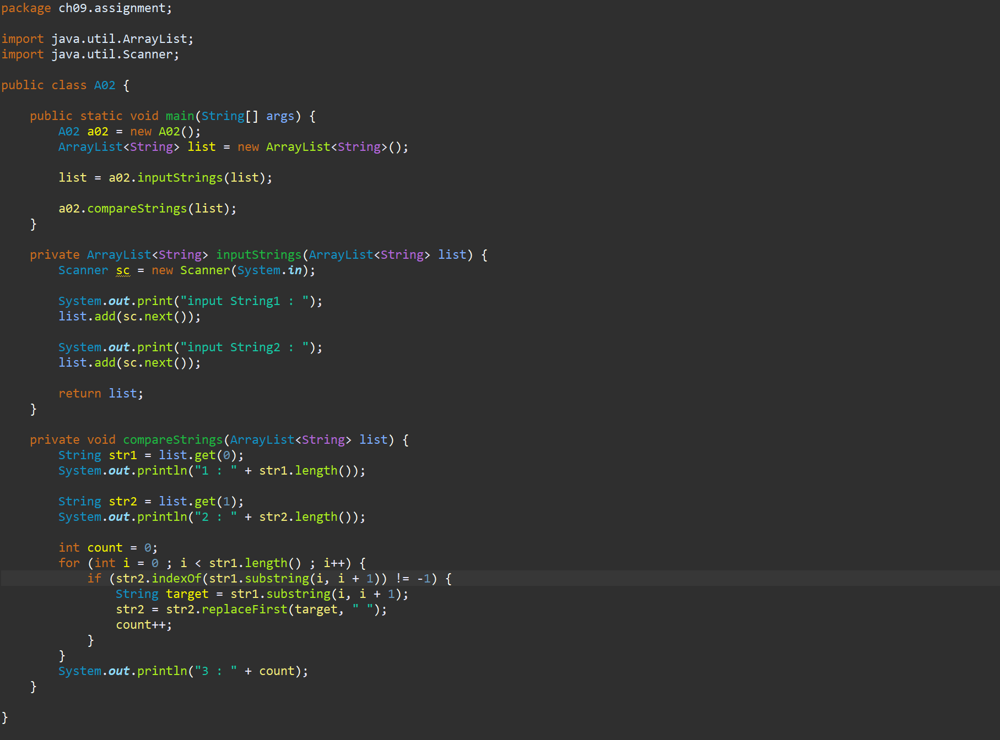 package ch09.assignment;
import java.util.ArrayList;
import java.util.Scanner;
public class A02 {
public static void main(String[] args) {
A02 a02 = new A02();
ArrayList<String> list = new ArrayList<String>();
list = a02.inputStrings(list);
a02.compareStrings(list);
}
private ArrayList<String> inputStrings(ArrayList<String> list) {
Scanner sc = new Scanner(System.in);
System.out.print("input String1 : ");
list.add(sc.next());
System.out.print("input String2 : ");
list.add(sc.next());
return list;
}
private void compareStrings(ArrayList<String> list) {
String str1 = list.get(0);
System.out.println("1 : " + str1.length());
String str2 = list.get(1);
System.out.println("2 : " + str2.length());
int count = 0;
for (int i = 0 ; i < str1.length() ; i++) {
if (str2.indexOf(str1.substring(i, i + 1)) != -1) {
String target = str1.substring(i, i + 1);
str2 = str2.replaceFirst(target, " ");
count++;
}
}
System.out.println("3 : " + count);
}
}